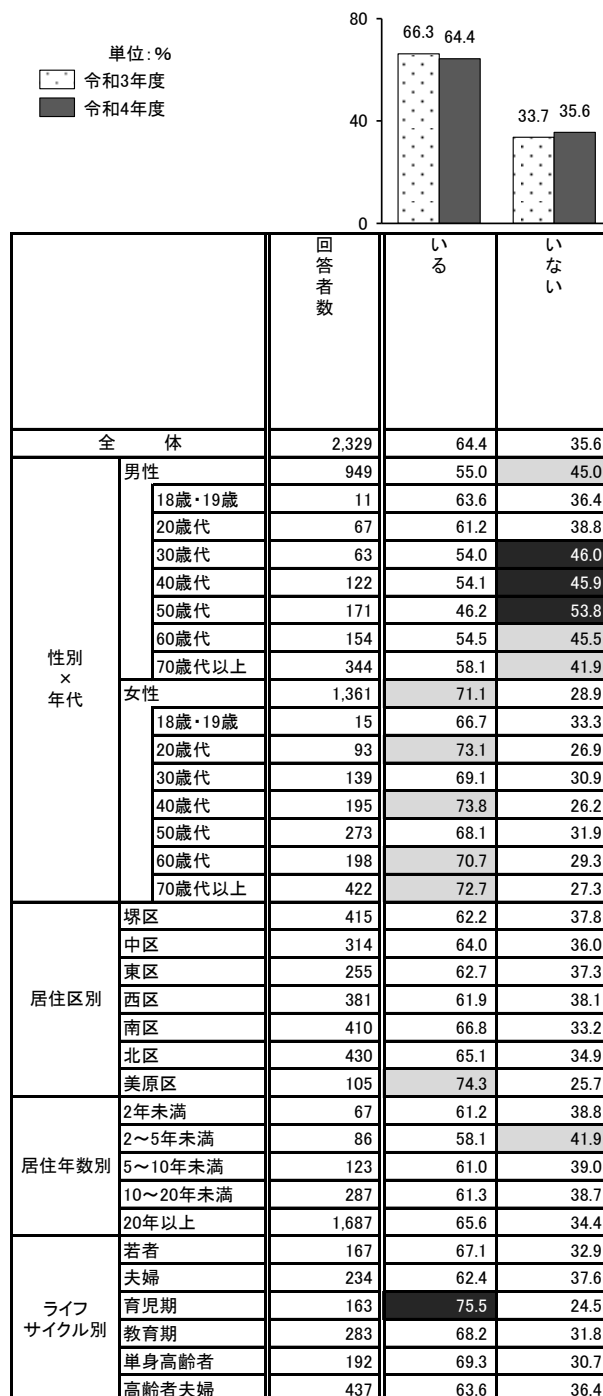 単位:%
令和3年度
令和4年度
80
40
0
66.3 64.4
33.7 35.6
回答者数 いる いない
全 体 2,329 64.4 35.6
性別×年代
男性 949 55.0 45.0
18歳・19歳 11 63.6 36.4
20歳代 67 61.2 38.8
30歳代 63 54.0 46.0
40歳代 122 54.1 45.9
50歳代 171 46.2 53.8
60歳代 154 54.5 45.5
70歳代以上 344 58.1 41.9
女性 1,361 71.1 28.9
18歳・19歳 15 66.7 33.3
20歳代 93 73.1 26.9
30歳代 139 69.1 30.9
40歳代 195 73.8 26.2
50歳代 273 68.1 31.9
60歳代 198 70.7 29.3
70歳代以上 422 72.7 27.3
居住区別
堺区 415 62.2 37.8
中区 314 64.0 36.0
東区 255 62.7 37.3
西区 381 61.9 38.1
南区 410 66.8 33.2
北区 430 65.1 34.9
美原区 105 74.3 25.7
居住年数別
2年未満 67 61.2 38.8
2～5年未満 86 58.1 41.9
5～10年未満 123 61.0 39.0
10～20年未満 287 61.3 38.7
20年以上 1,687 65.6 34.4
ライフサイクル別
若者 167 67.1 32.9
夫婦 234 62.4 37.6
育児期 163 75.5 24.5
教育期 283 68.2 31.8
単身高齢者 192 69.3 30.7
高齢者夫婦 437 63.6 36.4